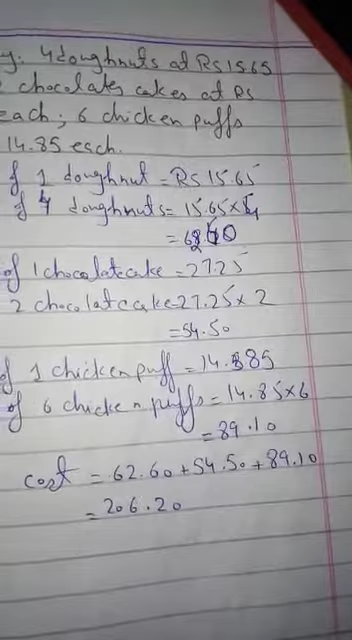 y. 4 doughnuts at RS 15.65
chocolates cakes at RS
each; 6 chicken puffs
14.85 each.
of 1 doughnut = RS 15.65
of 4 doughnuts = 15.65 × 4
=
of 1 chocolate cake = 27.25
2 chocolate cake = 27.25 × 2
= 54.50
of 1 chicken puff = 14.85
of 6 chicken puffs = 14.85 × 6
= 89.10
cost = 62.60 + 54.50 + 89.10
= 206.20